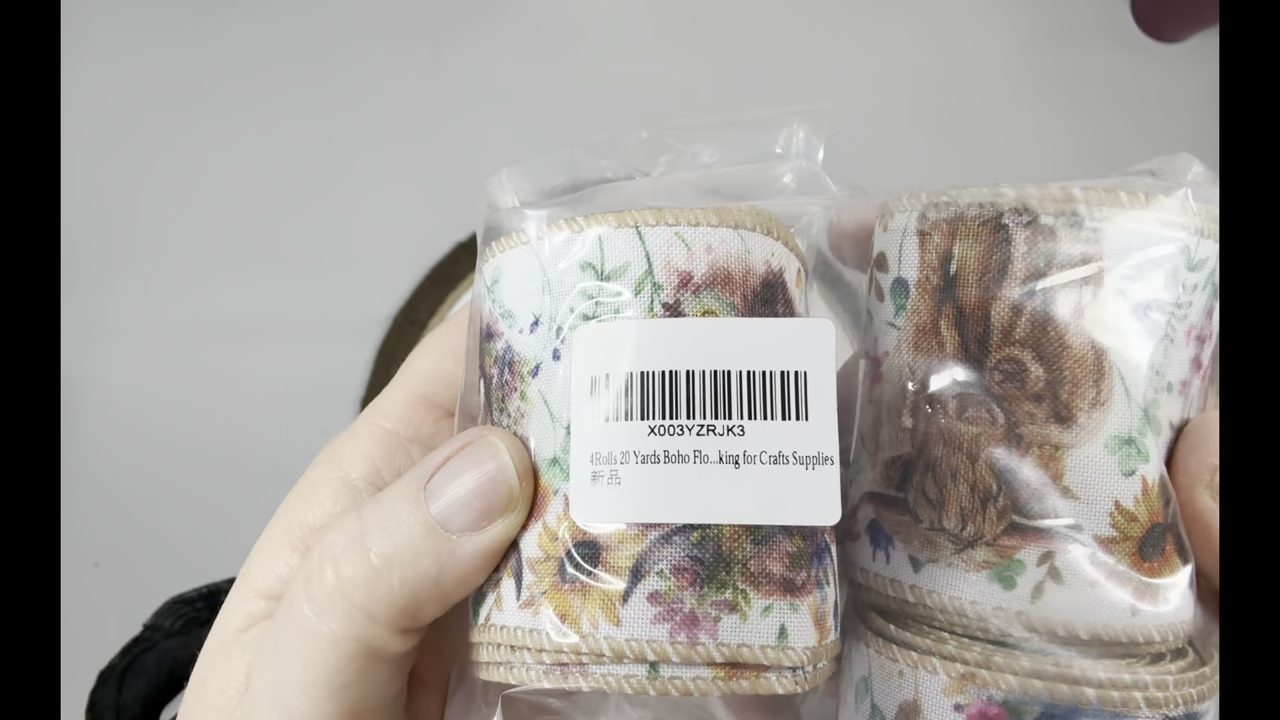 X003YZRJK3
4Rolls 20 Yards Boho Flo...king for Crafts Supplies
新品